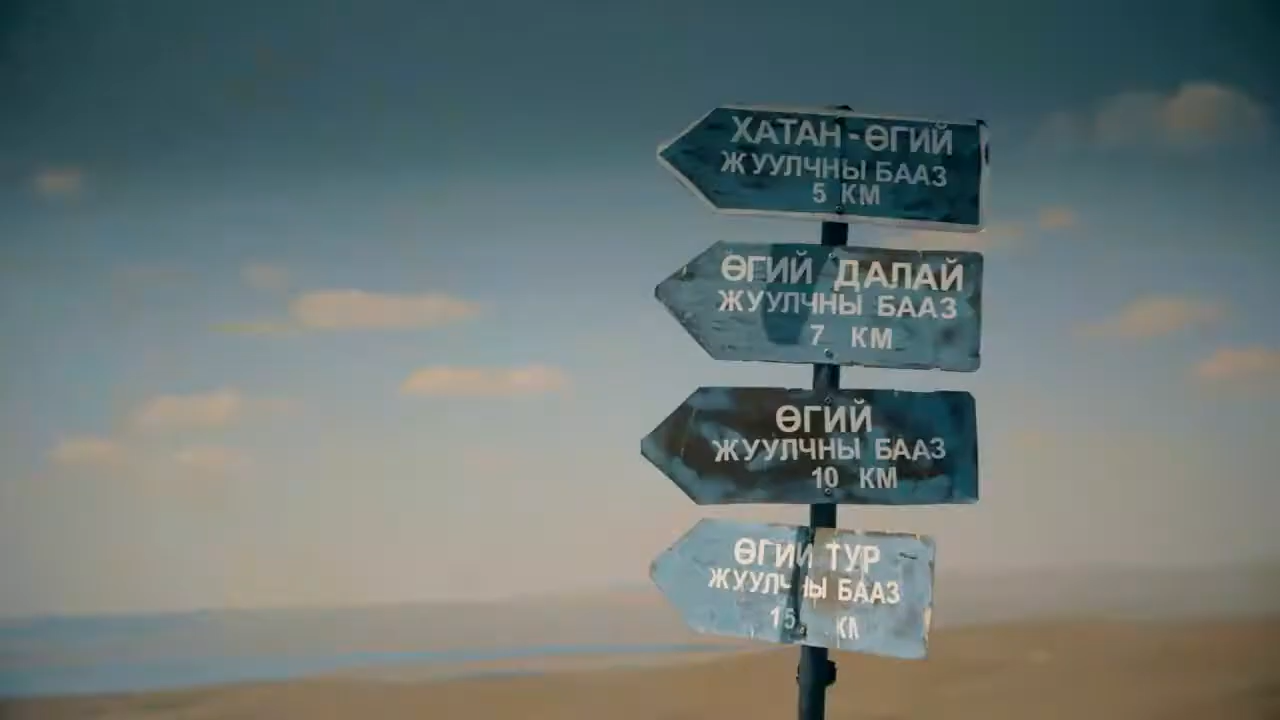 ХАТАН-ӨГИЙ
ЖУУЛЧНЫ БААЗ
5 КМ
ӨГИЙ ДАЛАЙ
ЖУУЛЧНЫ БААЗ
7 КМ
ӨГИЙ
ЖУУЛЧНЫ БААЗ
10 КМ
ӨГИЙ ТУР
ЖУУЛЧНЫ БААЗ
15 КМ